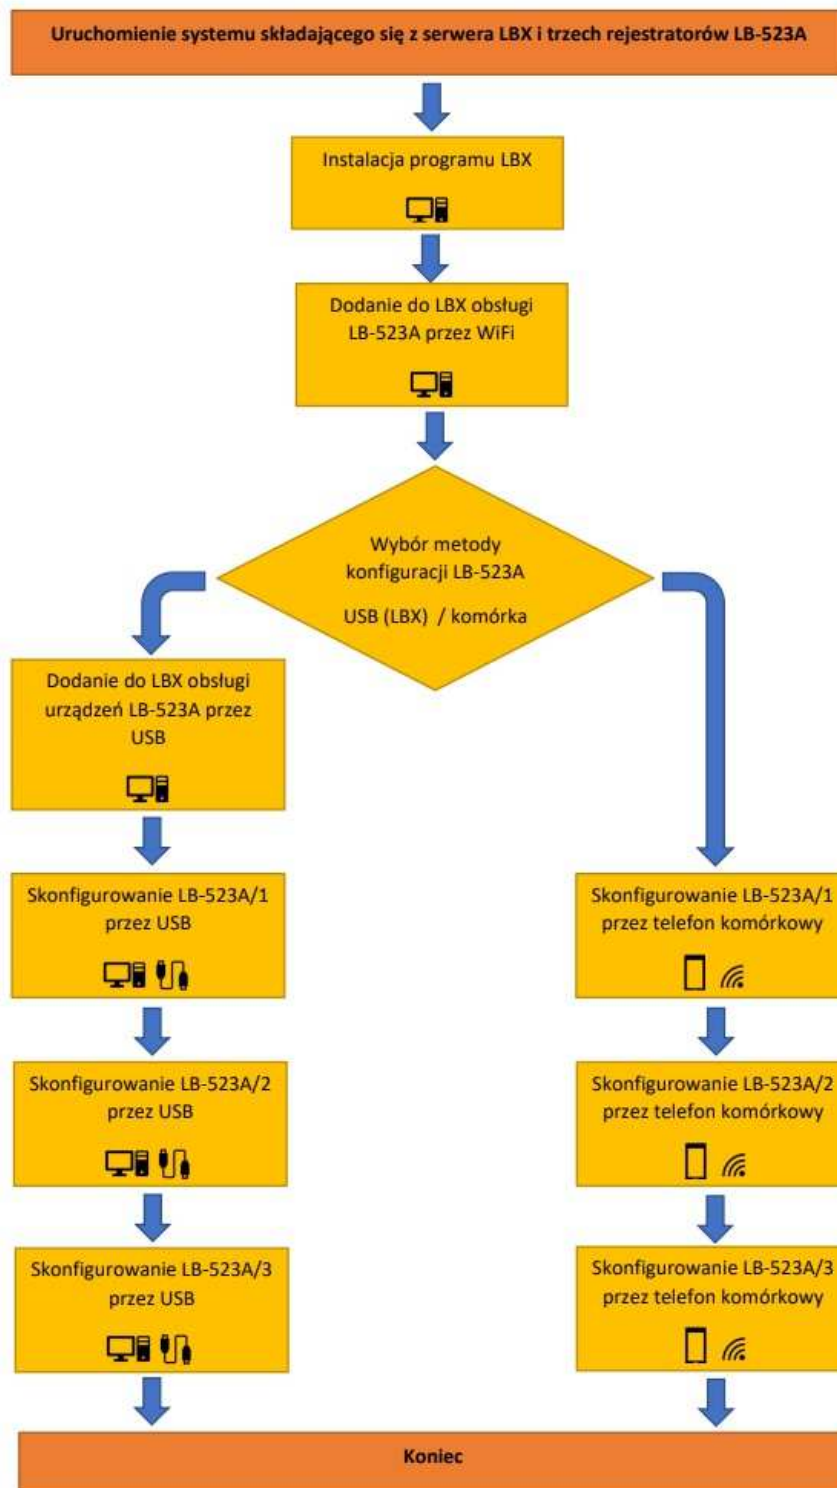 Uruchomienie systemu składającego się z serwera LBX i trzech rejestratorów LB-523A
Instalacja programu LBX
Dodanie do LBX obsługi
LB-523A przez WiFi
Wybór metody
konfiguracji LB-523A
USB (LBX) / komórka
Dodanie do LBX obsługi
urządzeń LB-523A przez
USB
Skonfigurowanie LB-523A/1
przez USB
Skonfigurowanie LB-523A/2
przez USB
Skonfigurowanie LB-523A/3
przez USB
Skonfigurowanie LB-523A/1
przez telefon komórkowy
Skonfigurowanie LB-523A/2
przez telefon komórkowy
Skonfigurowanie LB-523A/3
przez telefon komórkowy
Koniec